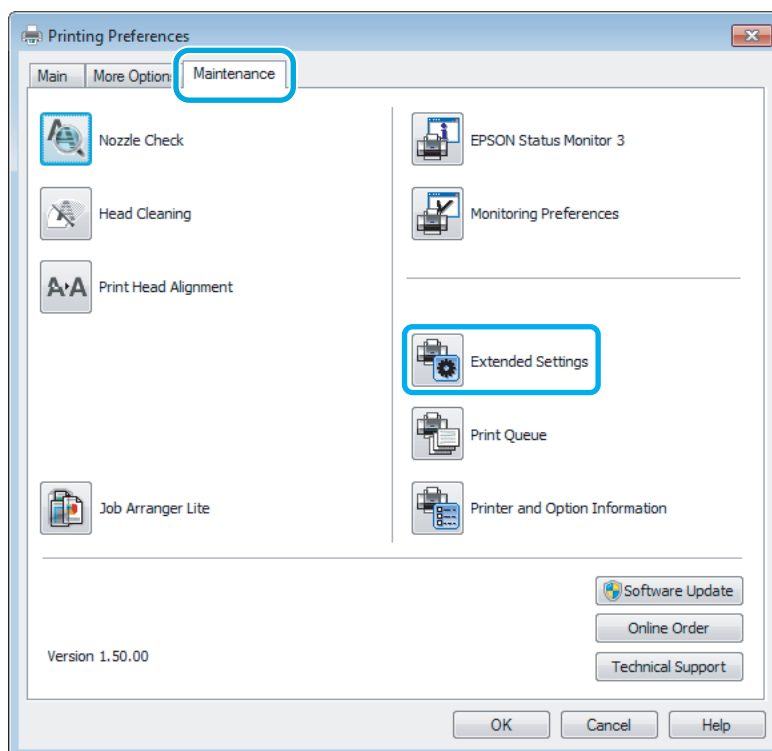 Printing Preferences
Main
More Option
Maintenance
Nozzle Check
Head Cleaning
A A Print Head Alignment
Job Arranger Lite
EPSON Status Monitor 3
Monitoring Preferences
Extended Settings
Print Queue
Printer and Option Information
Software Update
Online Order
Version 1.50.00
Technical Support
OK
Cancel
Help